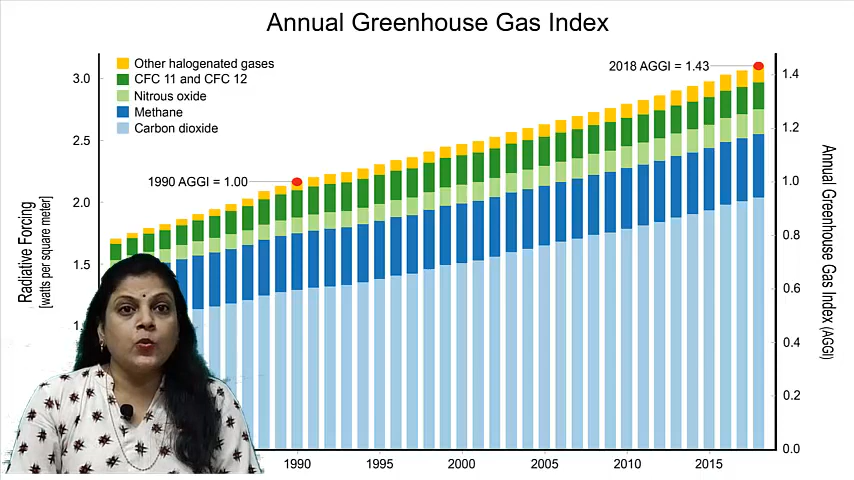 Annual Greenhouse Gas Index
Other halogenated gases
CFC 11 and CFC 12
Nitrous oxide
Methane
Carbon dioxide
2018 AGGI = 1.43
1990 AGGI = 1.00
Radiative Forcing
[watts per square meter]
3.0
2.5
2.0
1.5
1.4
1.2
1.0
0.8
0.6
0.4
0.2
0.0
Annual Greenhouse Gas Index (AGGI)
1990
1995
2000
2005
2010
2015